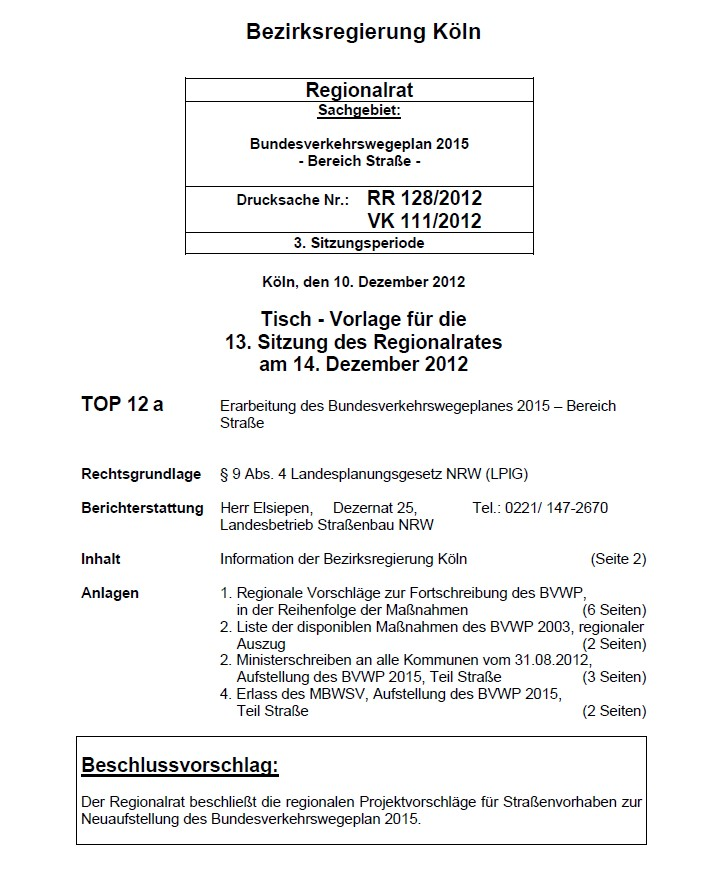 Bezirksregierung Köln
Regionalrat
Sachgebiet:
Bundesverkehrswegeplan 2015
- Bereich Straße -
Drucksache Nr.: RR 128/2012
VK 111/2012
3. Sitzungsperiode
Köln, den 10. Dezember 2012
Tisch - Vorlage für die
13. Sitzung des Regionalrates
am 14. Dezember 2012
TOP 12 a Erarbeitung des Bundesverkehrswegeplanes 2015 – Bereich
Straße
Rechtsgrundlage § 9 Abs. 4 Landesplanungsgesetz NRW (LPlG)
Berichterstattung Herr Elsiepen, Dezernat 25, Tel.: 0221/ 147-2670
Landesbetrieb Straßenbau NRW
Inhalt Information der Bezirksregierung Köln (Seite 2)
Anlagen 1. Regionale Vorschläge zur Fortschreibung des BVWP,
in der Reihenfolge der Maßnahmen (6 Seiten)
2. Liste der disponiblen Maßnahmen des BVWP 2003, regionaler
Auszug (2 Seiten)
2. Ministerschreiben an alle Kommunen vom 31.08.2012,
Aufstellung des BVWP 2015, Teil Straße (3 Seiten)
4. Erlass des MBWSV, Aufstellung des BVWP 2015,
Teil Straße (2 Seiten)
Beschlussvorschlag:
Der Regionalrat beschließt die regionalen Projektvorschläge für Straßenvorhaben zur
Neuaufstellung des Bundesverkehrswegeplan 2015.